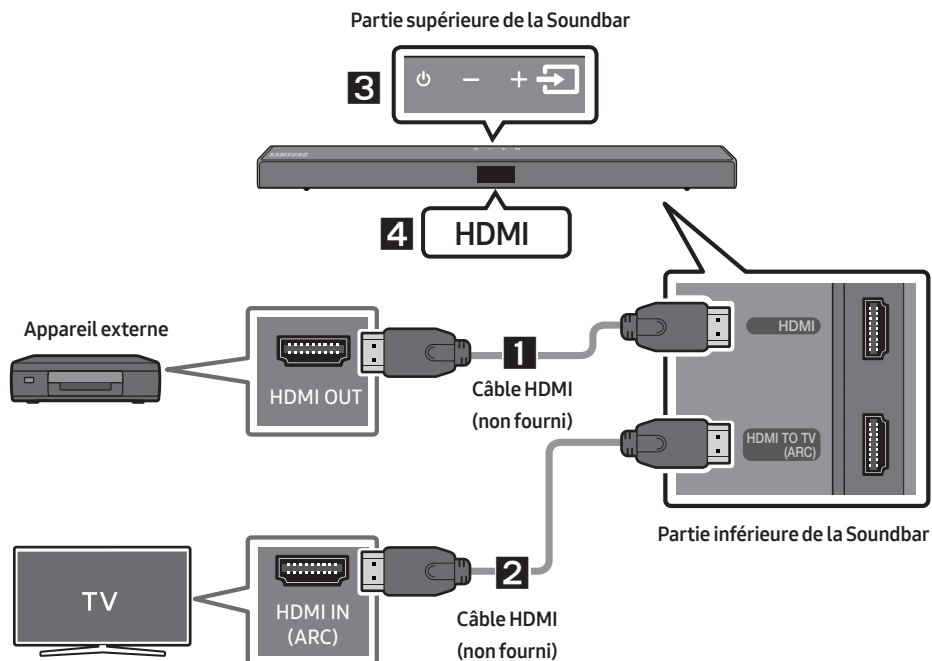 Partie supérieure de la Soundbar
3
SAMSUNG
4
HDMI
Appareil externe
HDMI OUT
1
Câble HDMI
(non fourni)
HDMI
HDMI TO TV
(ARC)
Partie inférieure de la Soundbar
TV
HDMI IN
(ARC)
2
Câble HDMI
(non fourni)